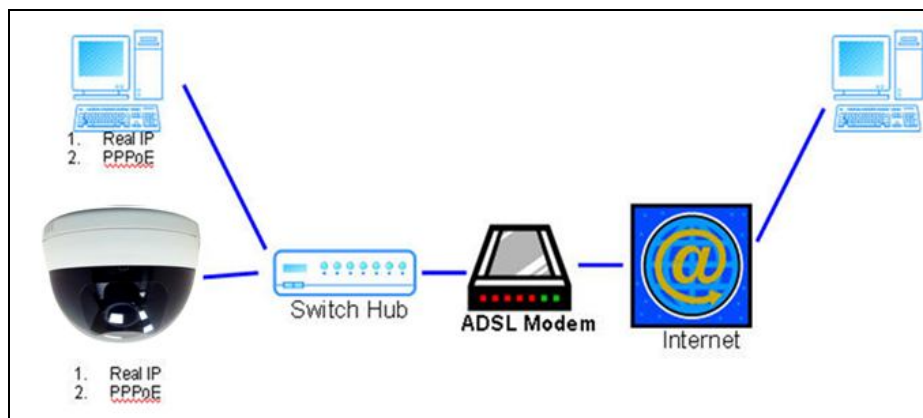 1. Real IP
2. PPPoE
Switch Hub
ADSL Modem
Internet
1. Real IP
2. PPPoE